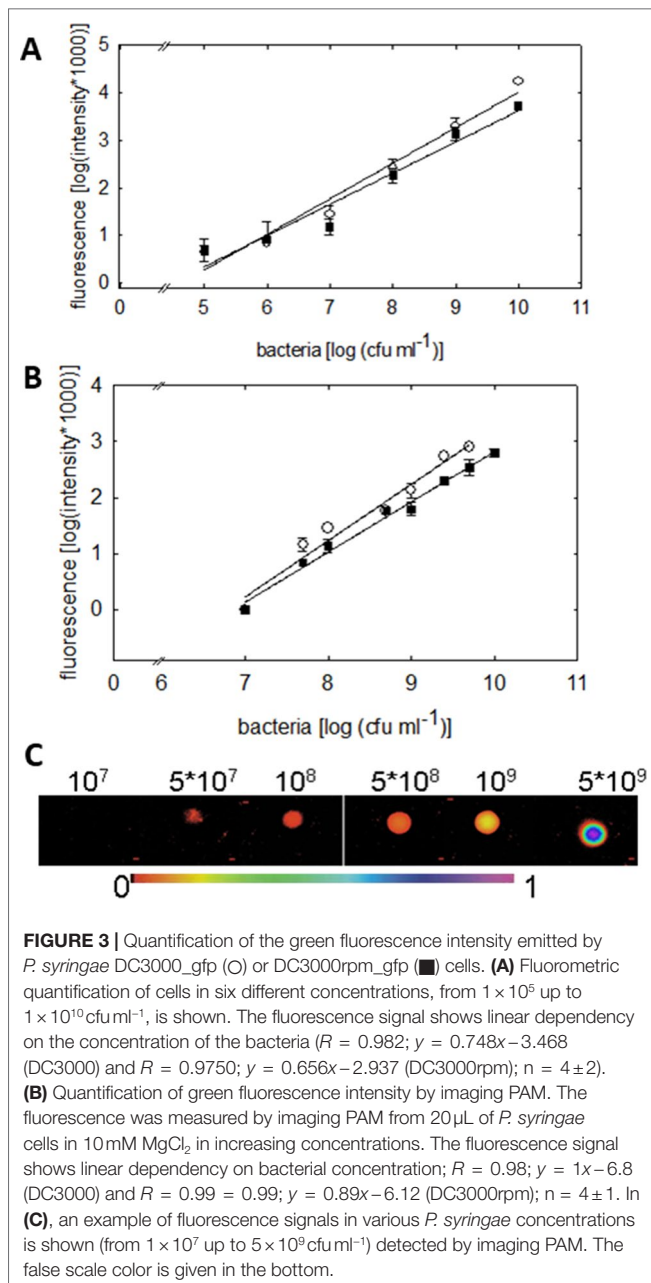 A
fluorescence [log(intensity*1000)]
5
4
3
2
1
0
0 5 6 7 8 9 10 11
bacteria [log (cfu ml-1)]
B
fluorescence [log(intensity*1000)]
4
3
2
1
0
0 6 7 8 9 10 11
bacteria [log (cfu ml-1)]
C
10⁷ 5*10⁷ 10⁸ 5*10⁸ 10⁹ 5*10⁹
0 1
FIGURE 3 | Quantification of the green fluorescence intensity emitted by
P. syringae DC3000_gfp (○) or DC3000rpm_gfp (■) cells. (A) Fluorometric
quantification of cells in six different concentrations, from 1 × 10⁵ up to
1 × 10¹⁰ cfu ml⁻¹, is shown. The fluorescence signal shows linear dependency
on the concentration of the bacteria (R = 0.982; y = 0.748x – 3.468
(DC3000) and R = 0.9750; y = 0.656x – 2.937 (DC3000rpm); n = 4 ± 2).
(B) Quantification of green fluorescence intensity by imaging PAM. The
fluorescence was measured by imaging PAM from 20 µL of P. syringae
cells in 10 mM MgCl₂ in increasing concentrations. The fluorescence signal
shows linear dependency on bacterial concentration; R = 0.98; y = 1x – 6.8
(DC3000) and R = 0.99 = 0.99; y = 0.89x – 6.12 (DC3000rpm); n = 4 ± 1. In
(C), an example of fluorescence signals in various P. syringae concentrations
is shown (from 1 × 10⁷ up to 5 × 10⁹ cfu ml⁻¹) detected by imaging PAM. The
false scale color is given in the bottom.